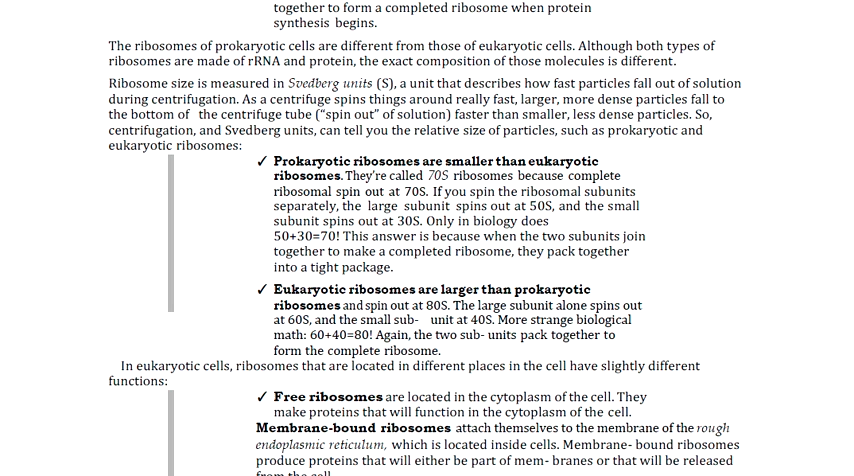 together to form a completed ribosome when protein
synthesis begins.
The ribosomes of prokaryotic cells are different from those of eukaryotic cells. Although both types of
ribosomes are made of rRNA and protein, the exact composition of those molecules is different.
Ribosome size is measured in Svedberg units (S), a unit that describes how fast particles fall out of solution
during centrifugation. As a centrifuge spins things around really fast, larger, more dense particles fall to
the bottom of the centrifuge tube (“spin out” of solution) faster than smaller, less dense particles. So,
centrifugation, and Svedberg units, can tell you the relative size of particles, such as prokaryotic and
eukaryotic ribosomes:
✓ Prokaryotic ribosomes are smaller than eukaryotic
ribosomes. They’re called 70S ribosomes because complete
ribosomal spin out at 70S. If you spin the ribosomal subunits
separately, the large subunit spins out at 50S, and the small
subunit spins out at 30S. Only in biology does
50+30=70! This answer is because when the two subunits join
together to make a completed ribosome, they pack together
into a tight package.
✓ Eukaryotic ribosomes are larger than prokaryotic
ribosomes and spin out at 80S. The large subunit alone spins out
at 60S, and the small sub- unit at 40S. More strange biological
math: 60+40=80! Again, the two sub- units pack together to
form the complete ribosome.
In eukaryotic cells, ribosomes that are located in different places in the cell have slightly different
functions:
✓ Free ribosomes are located in the cytoplasm of the cell. They
make proteins that will function in the cytoplasm of the cell.
Membrane-bound ribosomes attach themselves to the membrane of the rough
endoplasmic reticulum, which is located inside cells. Membrane- bound ribosomes
produce proteins that will either be part of mem- branes or that will be released
from the cell